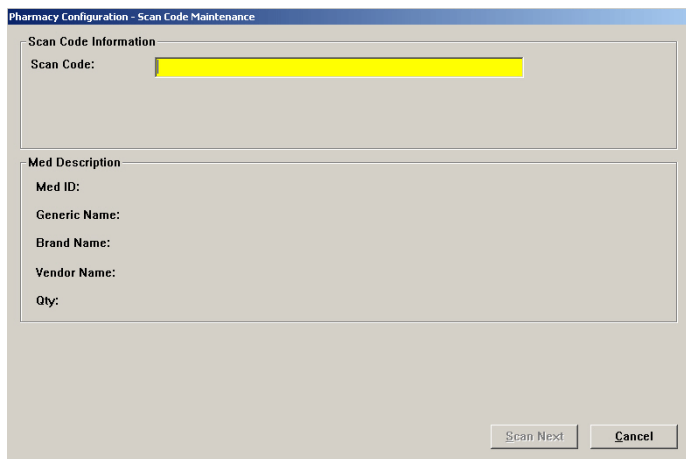 Pharmacy Configuration - Scan Code Maintenance
Scan Code Information
Scan Code:
Med Description
Med ID:
Generic Name:
Brand Name:
Vendor Name:
Qty:
Scan Next Cancel